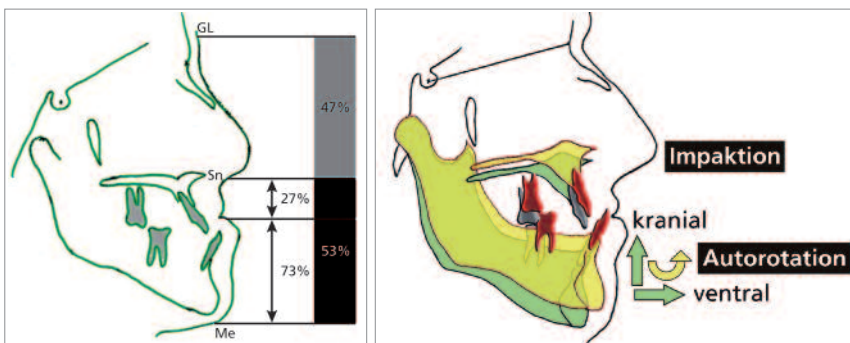 GL
47%
Sn
27%
53%
73%
Me
Impaktion
kranial
Autorotation
ventral